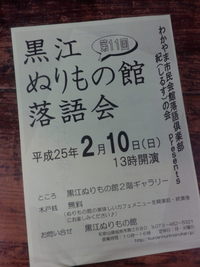 わかやま市民会館落語倶楽部
紀(しるす)の会
presents
第11回
黒江
ぬりもの館
落語会
平成25年2月10日(日)
13時開演
ところ 黒江ぬりもの館2階ギャラリー
木戸銭 無料
お問い合せ 黒江ぬりもの館